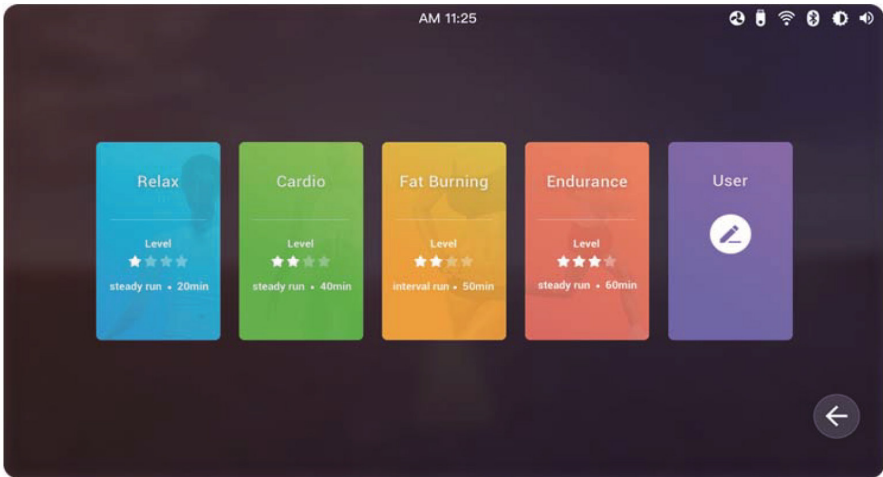 AM 11:25
Relax
Level
steady run • 20min
Cardio
Level
steady run • 40min
Fat Burning
Level
interval run • 50min
Endurance
Level
steady run • 60min
User